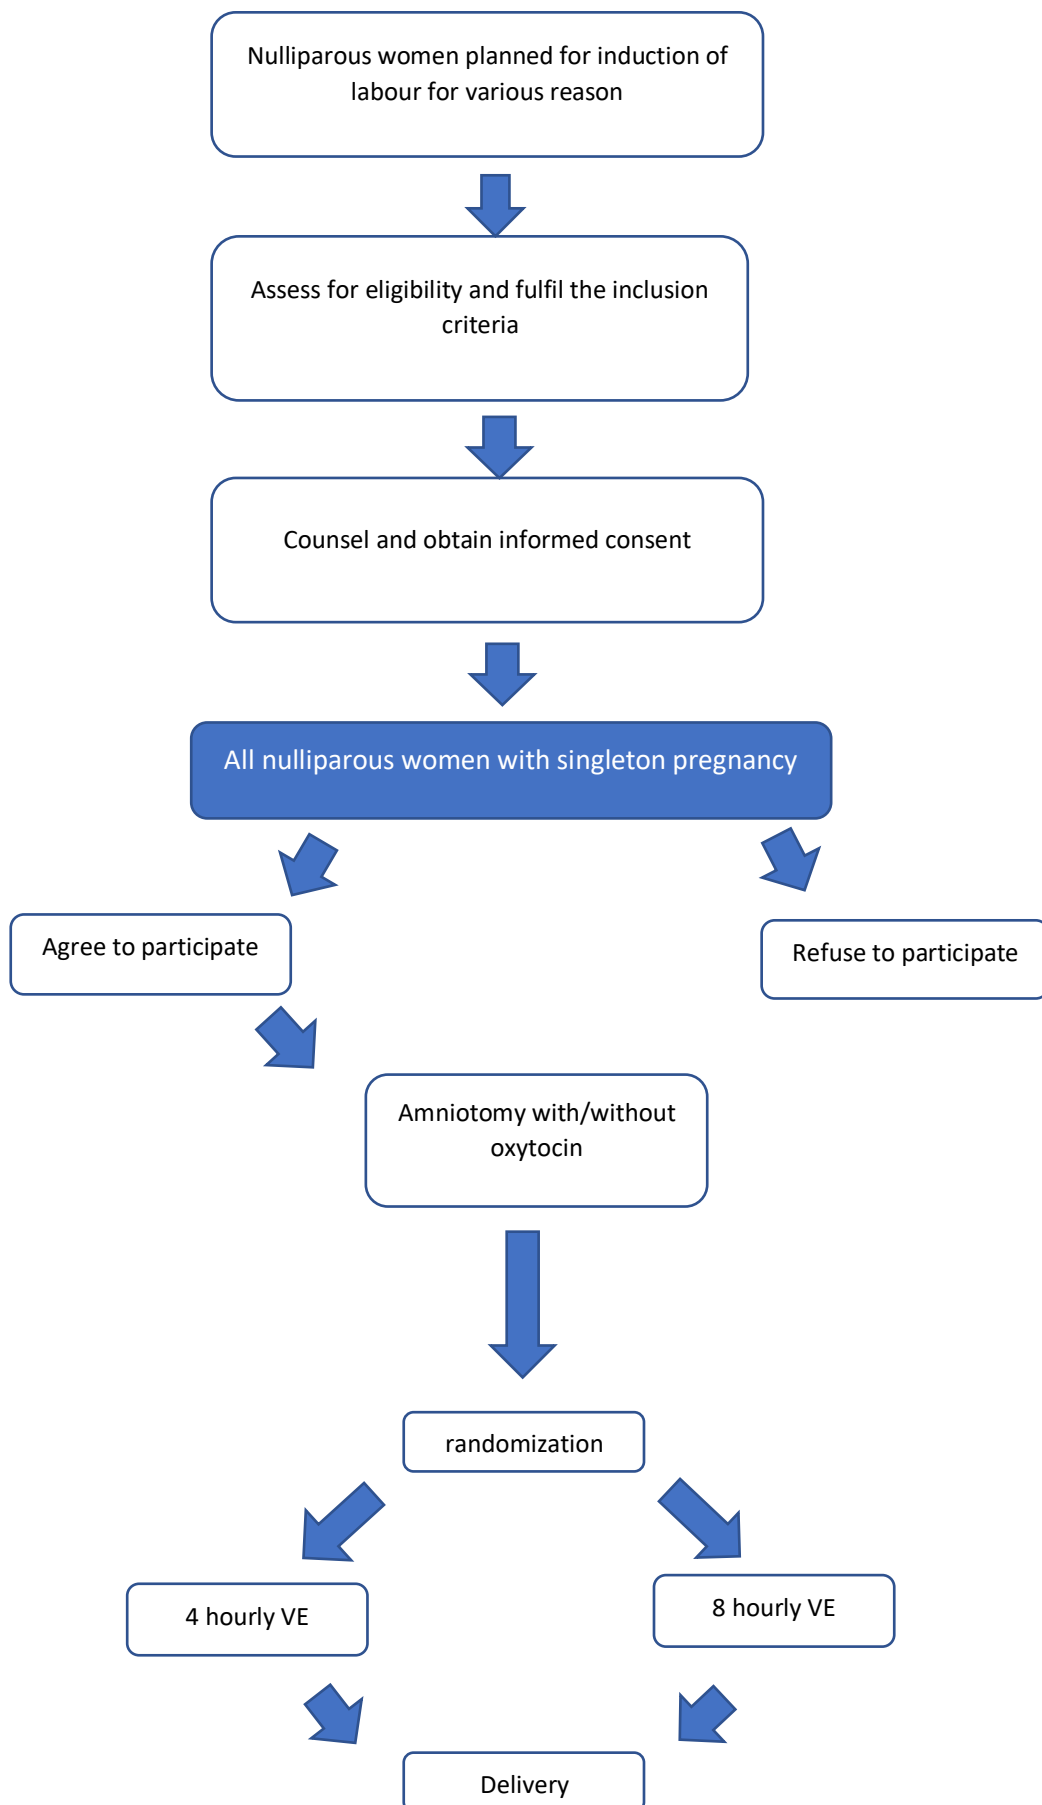 Nulliparous women planned for induction of
labour for various reason
Assess for eligibility and fulfil the inclusion
criteria
Counsel and obtain informed consent
All nulliparous women with singleton pregnancy
Agree to participate
Refuse to participate
Amniotomy with/without
oxytocin
randomization
4 hourly VE
8 hourly VE
Delivery